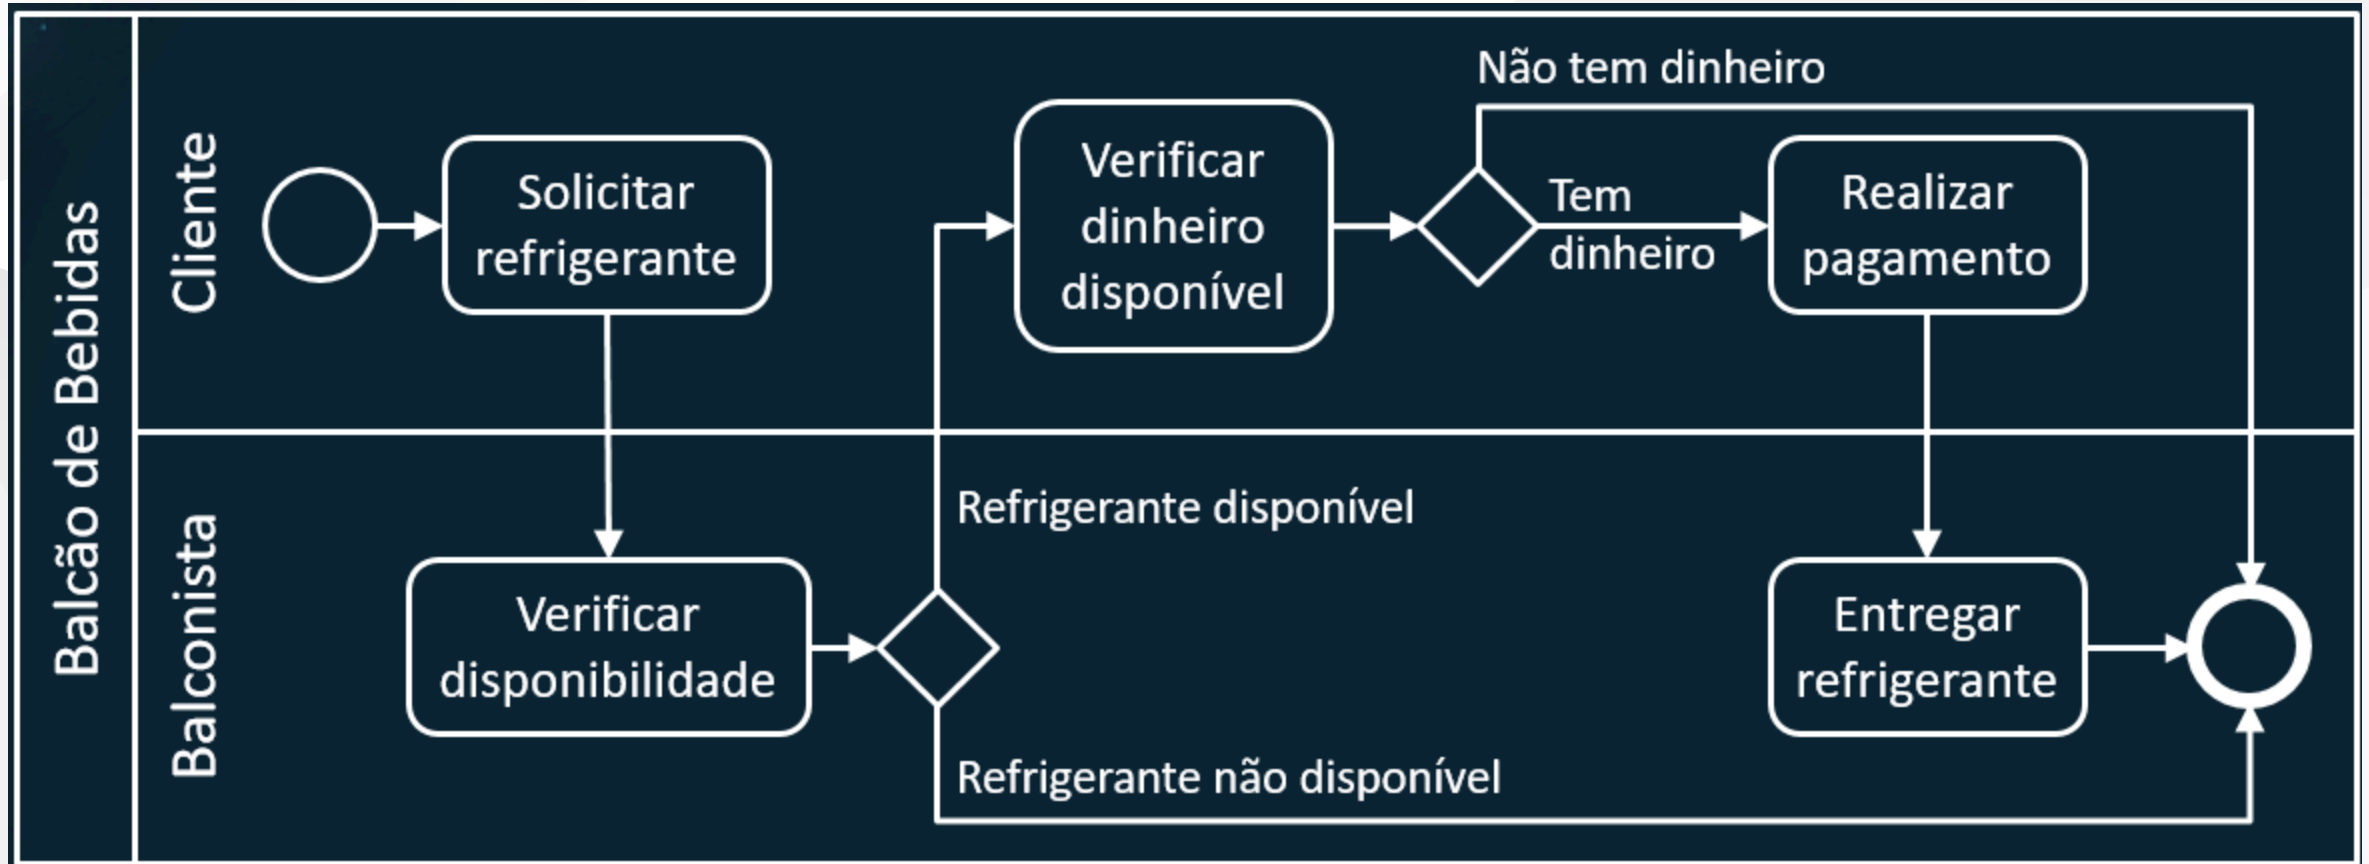 Balcão de Bebidas
Cliente
Solicitar
refrigerante
Verificar
dinheiro
disponível
Não tem dinheiro
Tem
dinheiro
Realizar
pagamento
Balconista
Verificar
disponibilidade
Refrigerante disponível
Refrigerante não disponível
Entregar
refrigerante